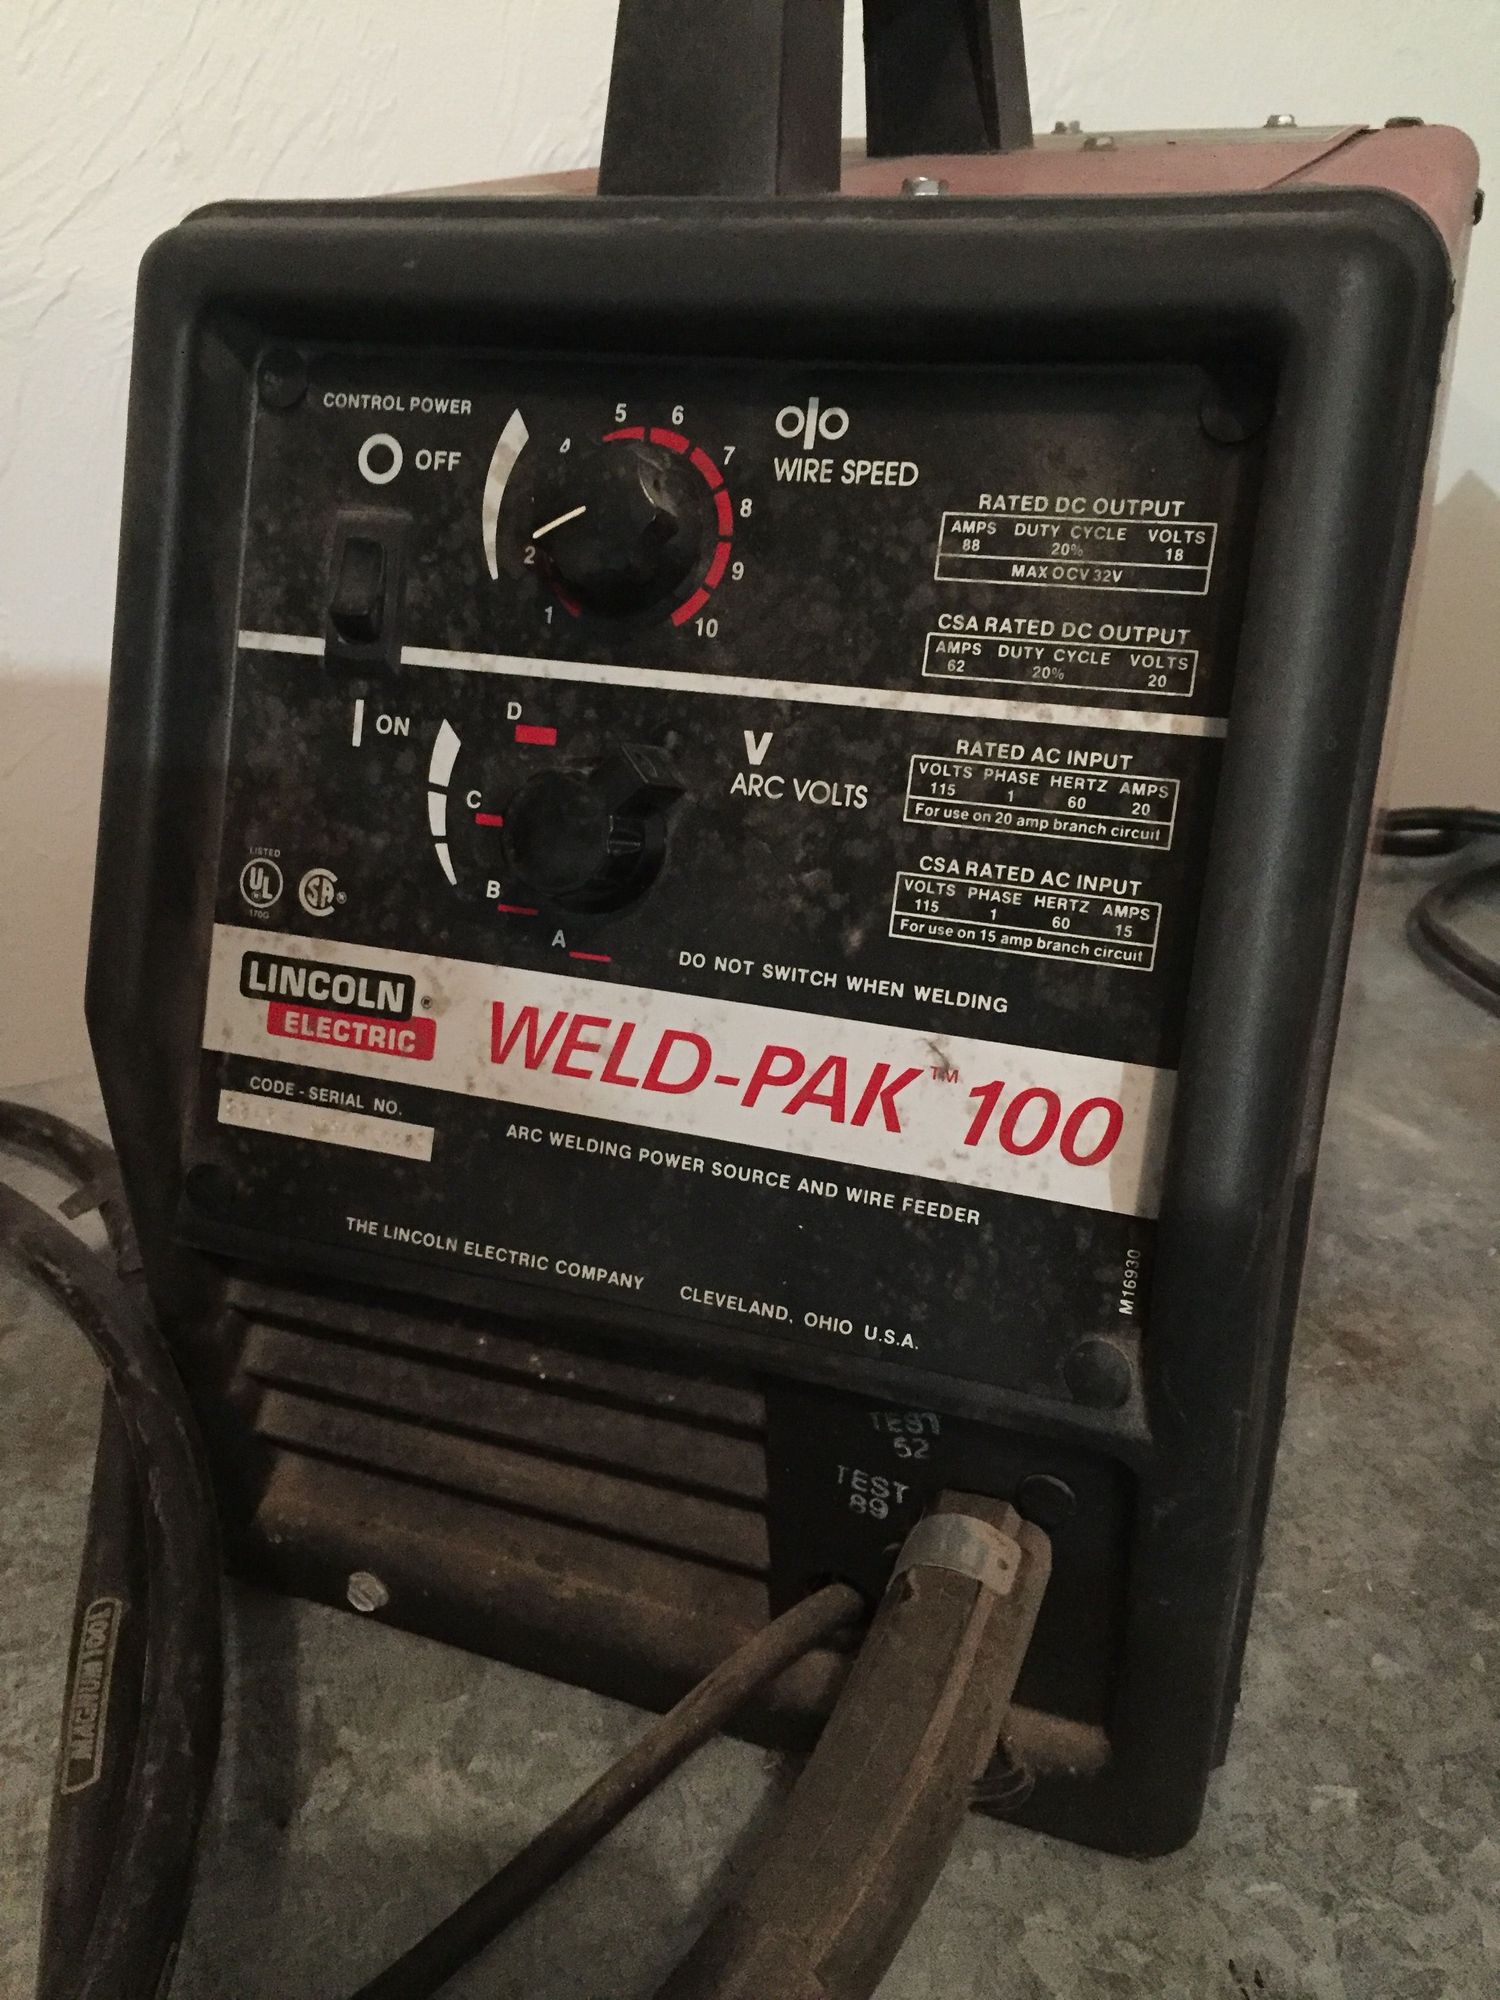 CONTROL POWER
OFF
ON
WIRE SPEED
1
2
4
5
6
7
8
9
10
RATED DC OUTPUT
AMPS DUTY CYCLE VOLTS
88 20% 18
MAX OCV 32V
CSA RATED DC OUTPUT
AMPS DUTY CYCLE VOLTS
62 20% 20
D
C
B
A
V
ARC VOLTS
RATED AC INPUT
VOLTS PHASE HERTZ AMPS
115 1 60 20
For use on 20 amp branch circuit
CSA RATED AC INPUT
VOLTS PHASE HERTZ AMPS
115 1 60 15
For use on 15 amp branch circuit
LISTED
UL
170G
SA®
DO NOT SWITCH WHEN WELDING
LINCOLN®
ELECTRIC
WELD-PAK™ 100
CODE - SERIAL NO.
ARC WELDING POWER SOURCE AND WIRE FEEDER
THE LINCOLN ELECTRIC COMPANY CLEVELAND, OHIO U.S.A.
M16930
TEST
52
TEST
89
MAGNUM 100L